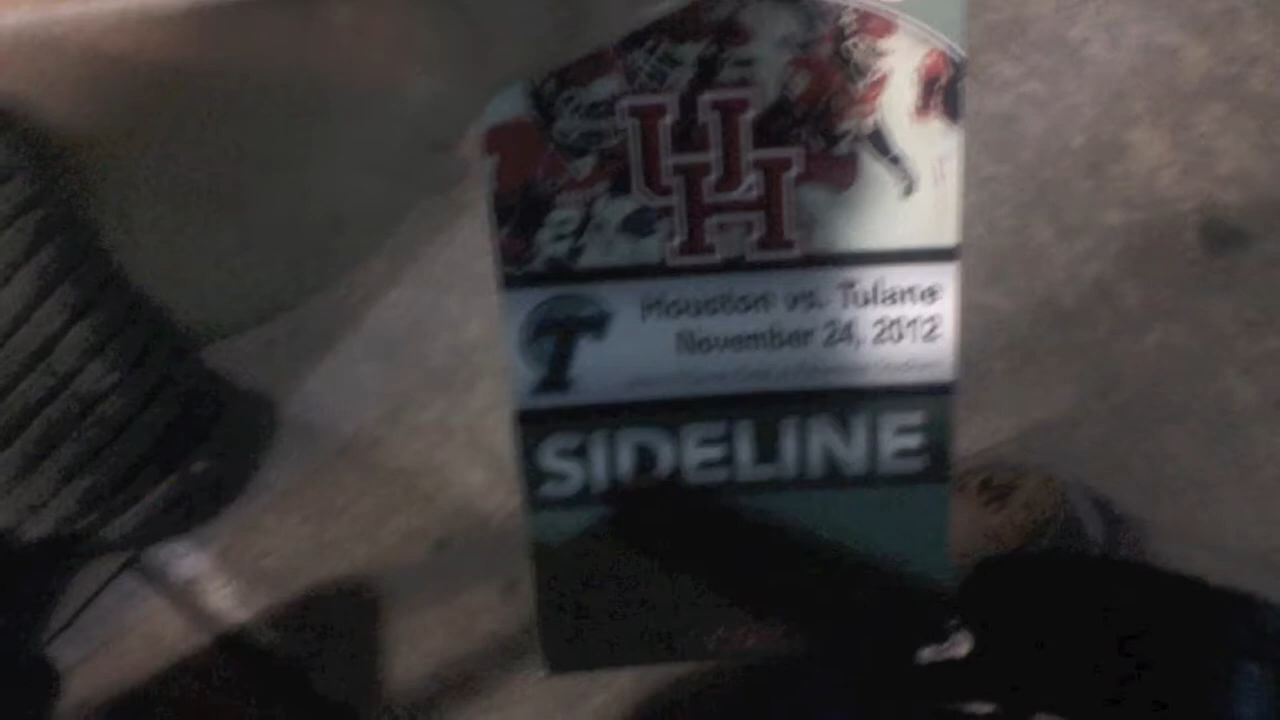 UH
Houston vs. Tulane
T
November 24, 2012
SIDELINE